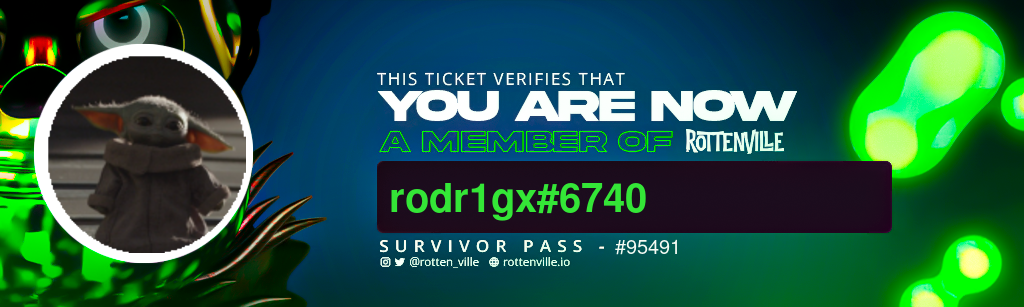 THIS TICKET VERIFIES THAT
YOU ARE NOW
A MEMBER OF ROTTENVILLE
rodr1gx#6740
SURVIVOR PASS - #95491
@rotten_ville rottenville.io